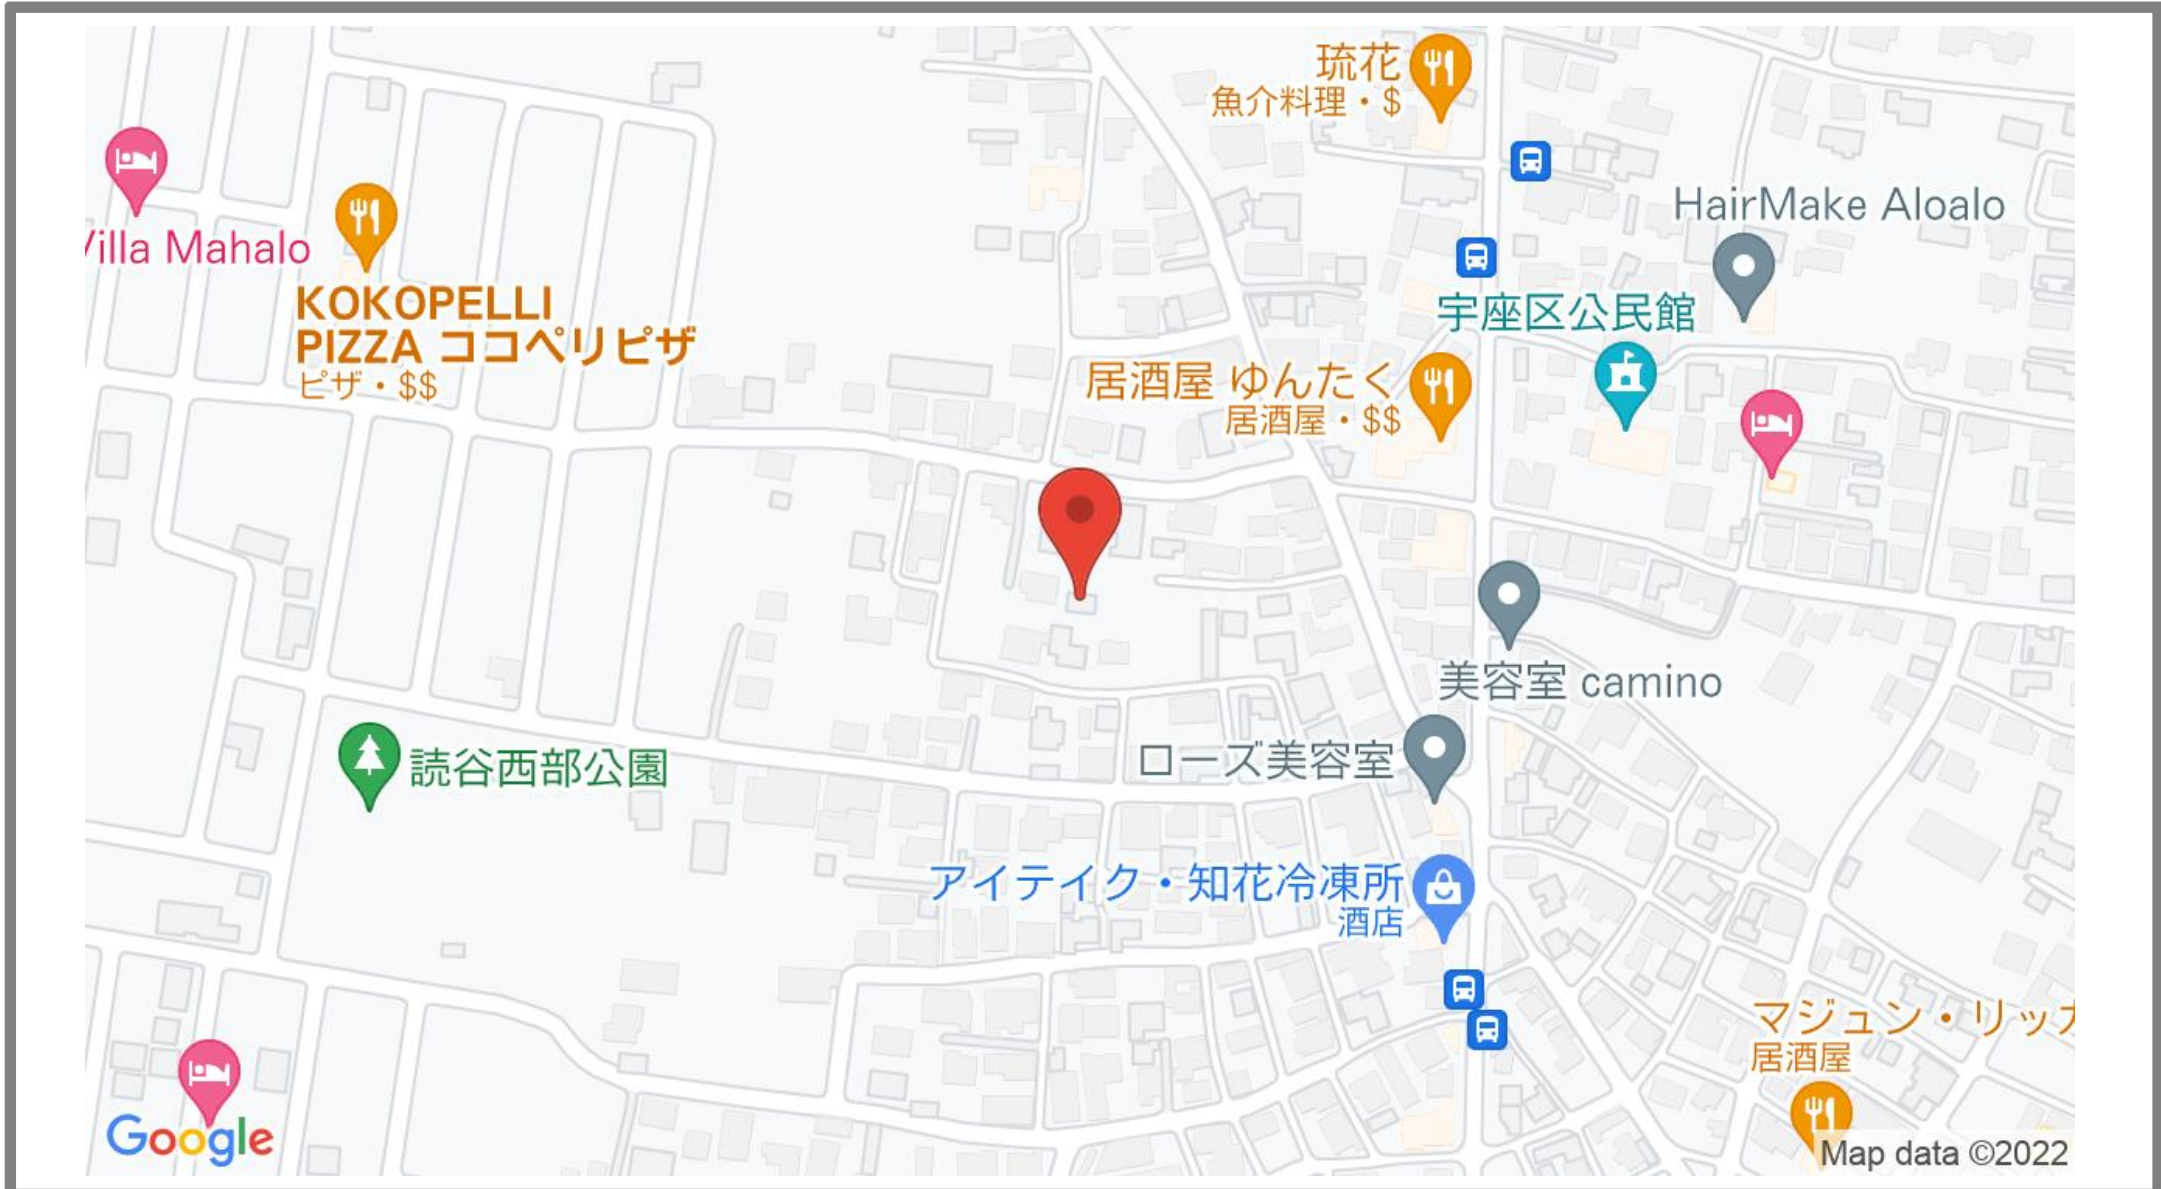 琉花
魚介料理・$
HairMake Aloalo
Villa Mahalo
KOKOPELLI
PIZZA ココペリピザ
ピザ・$$
宇座区公民館
居酒屋 ゆんたく
居酒屋・$$
美容室 camino
ローズ美容室
読谷西部公園
アイテイク・知花冷凍所
酒店
マジュン・リッカ
居酒屋
Google
Map data ©2022